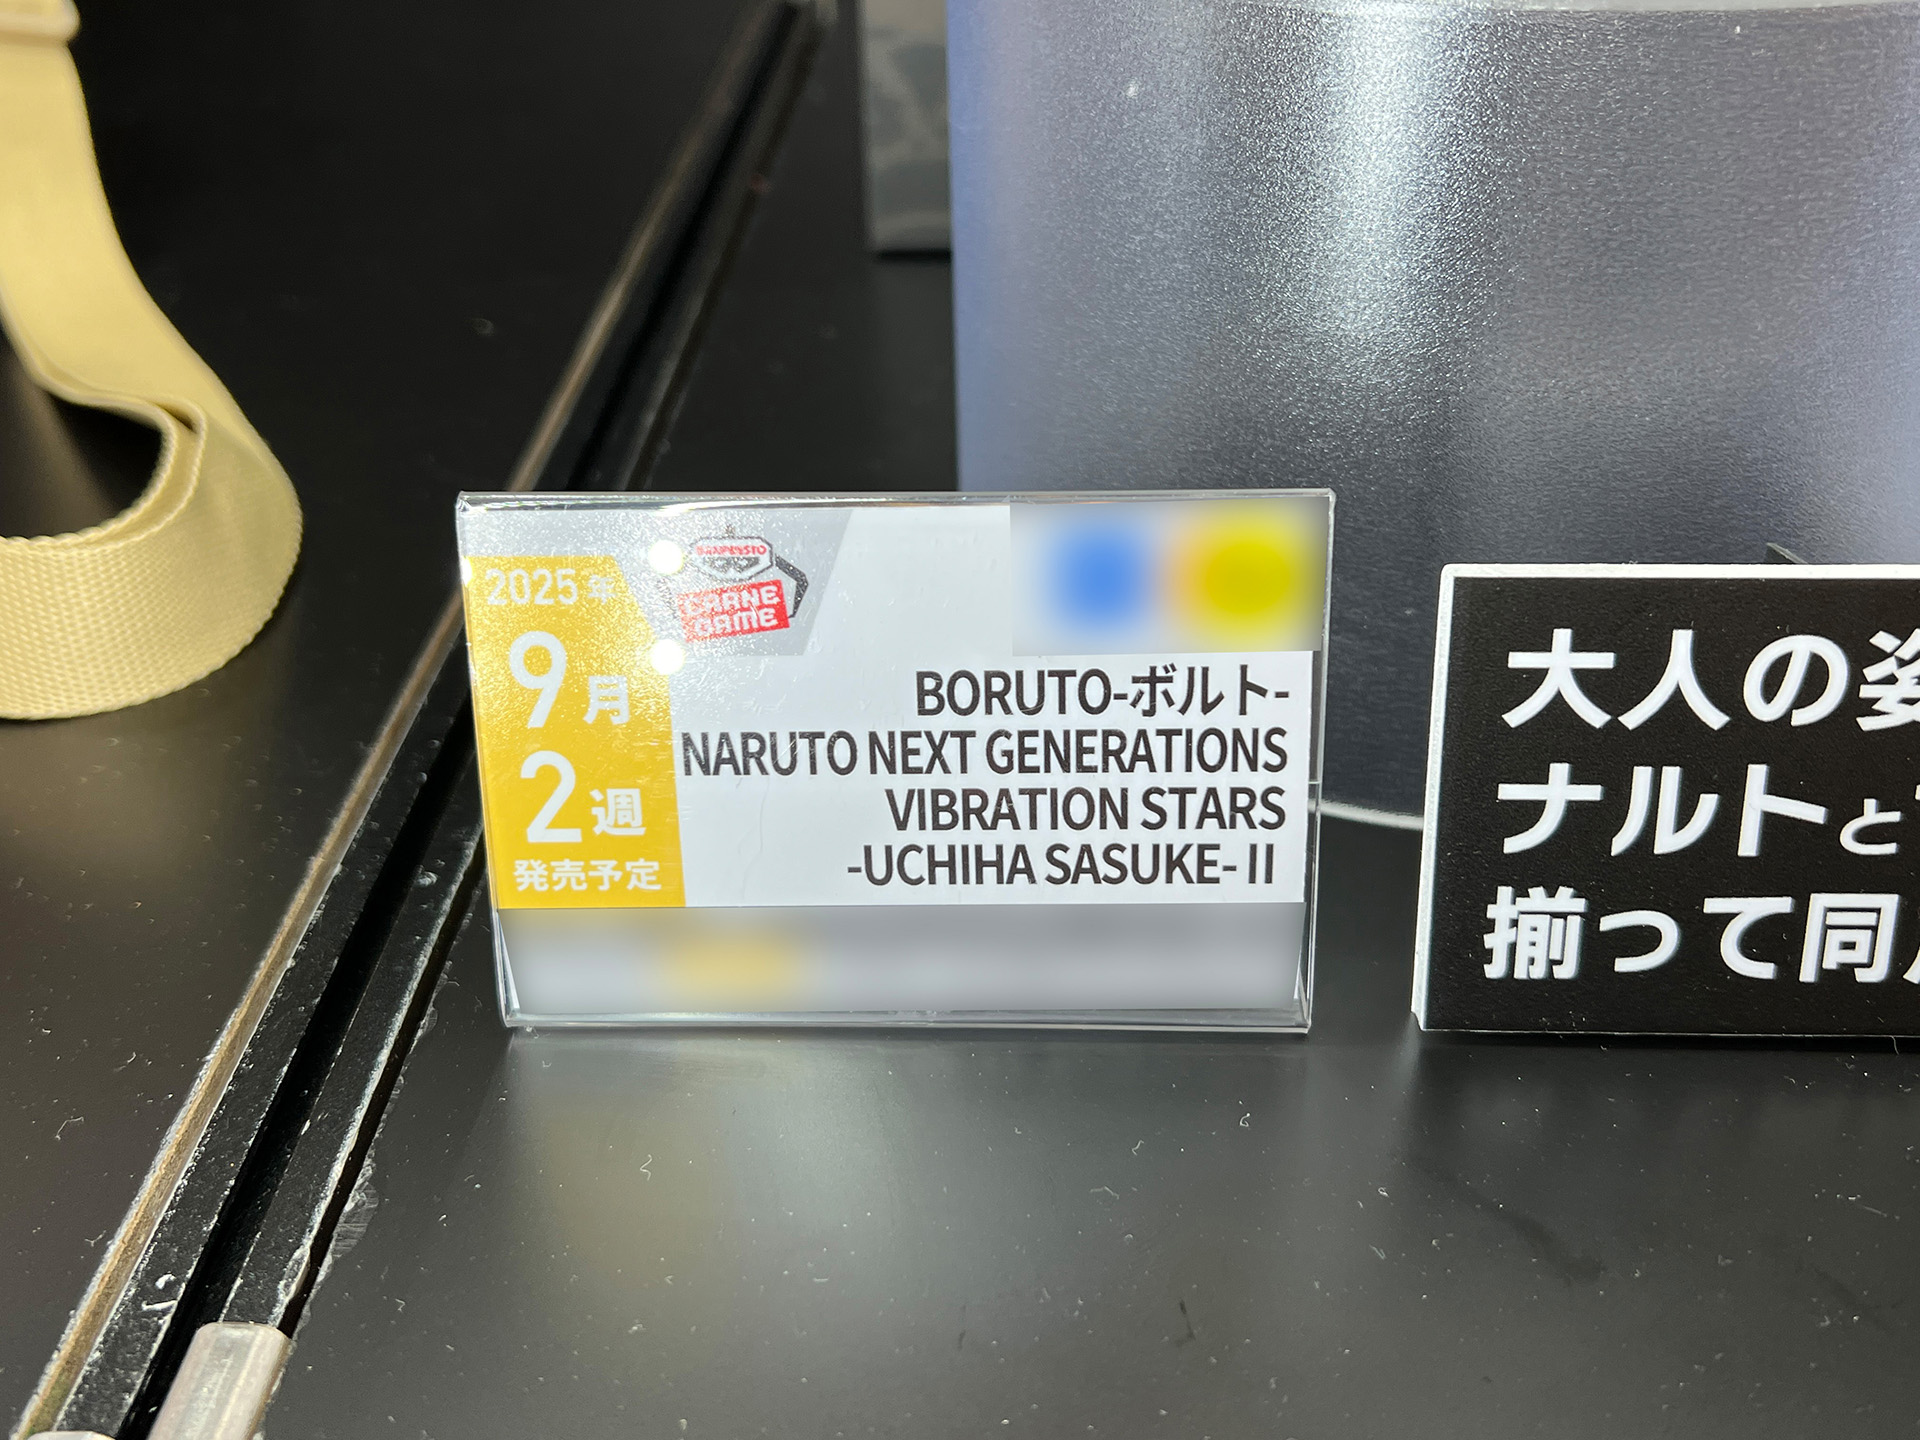 2025年
9月
2週
発売予定
BANPRESTO
CRANE
GAME
BORUTO-ボルト-
NARUTO NEXT GENERATIONS
VIBRATION STARS
-UCHIHA SASUKE-II
大人の姿
ナルトと
揃って同